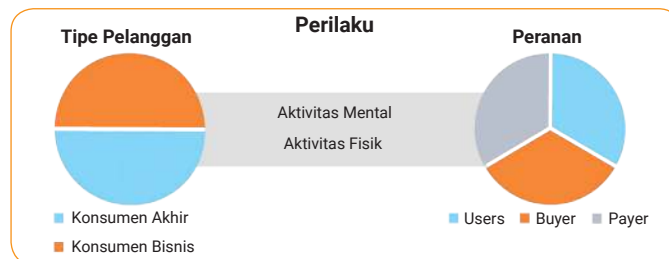 Perilaku
Tipe Pelanggan
Peranan
Aktivitas Mental
Aktivitas Fisik
Konsumen Akhir
Konsumen Bisnis
Users Buyer Payer